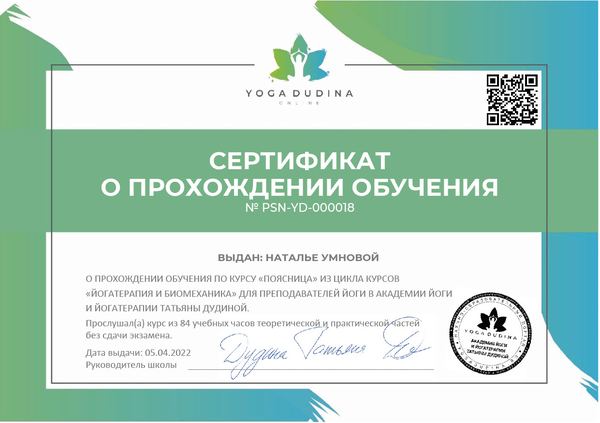 YOGA DUDINA
ONLINE
СЕРТИФИКАТ
О ПРОХОЖДЕНИИ ОБУЧЕНИЯ
№ PSN-YD-000018
ВЫДАН: НАТАЛЬЕ УМНОВОЙ
О ПРОХОЖДЕНИИ ОБУЧЕНИЯ ПО КУРСУ «ПОЯСНИЦА» ИЗ ЦИКЛА КУРСОВ
«ЙОГАТЕРАПИЯ И БИОМЕХАНИКА» ДЛЯ ПРЕПОДАВАТЕЛЕЙ ЙОГИ В АКАДЕМИИ ЙОГИ
И ЙОГАТЕРАПИИ ТАТЬЯНЫ ДУДИНОЙ.
Прослушал(а) курс из 84 учебных часов теоретической и практической частей
без сдачи экзамена.
Дата выдачи: 05.04.2022
Руководитель школы
Дудина Татьяна
YOGA DUDINA
АКАДЕМИЯ ЙОГИ
И ЙОГАТЕРАПИИ
ТАТЬЯНЫ ДУДИНОЙ